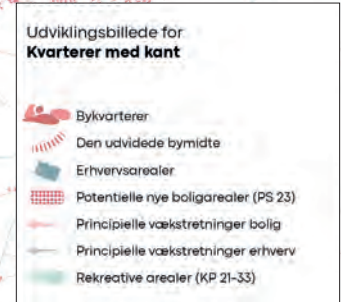 Udviklingsbillede for
Kvarterer med kant
Bykvarterer
Den udvidede bymidte
Erhvervsarealer
Potentielle nye boligarealer (PS 23)
Principielle vækstretninger bolig
Principielle vækstretninger erhverv
Rekreative arealer (KP 21-33)